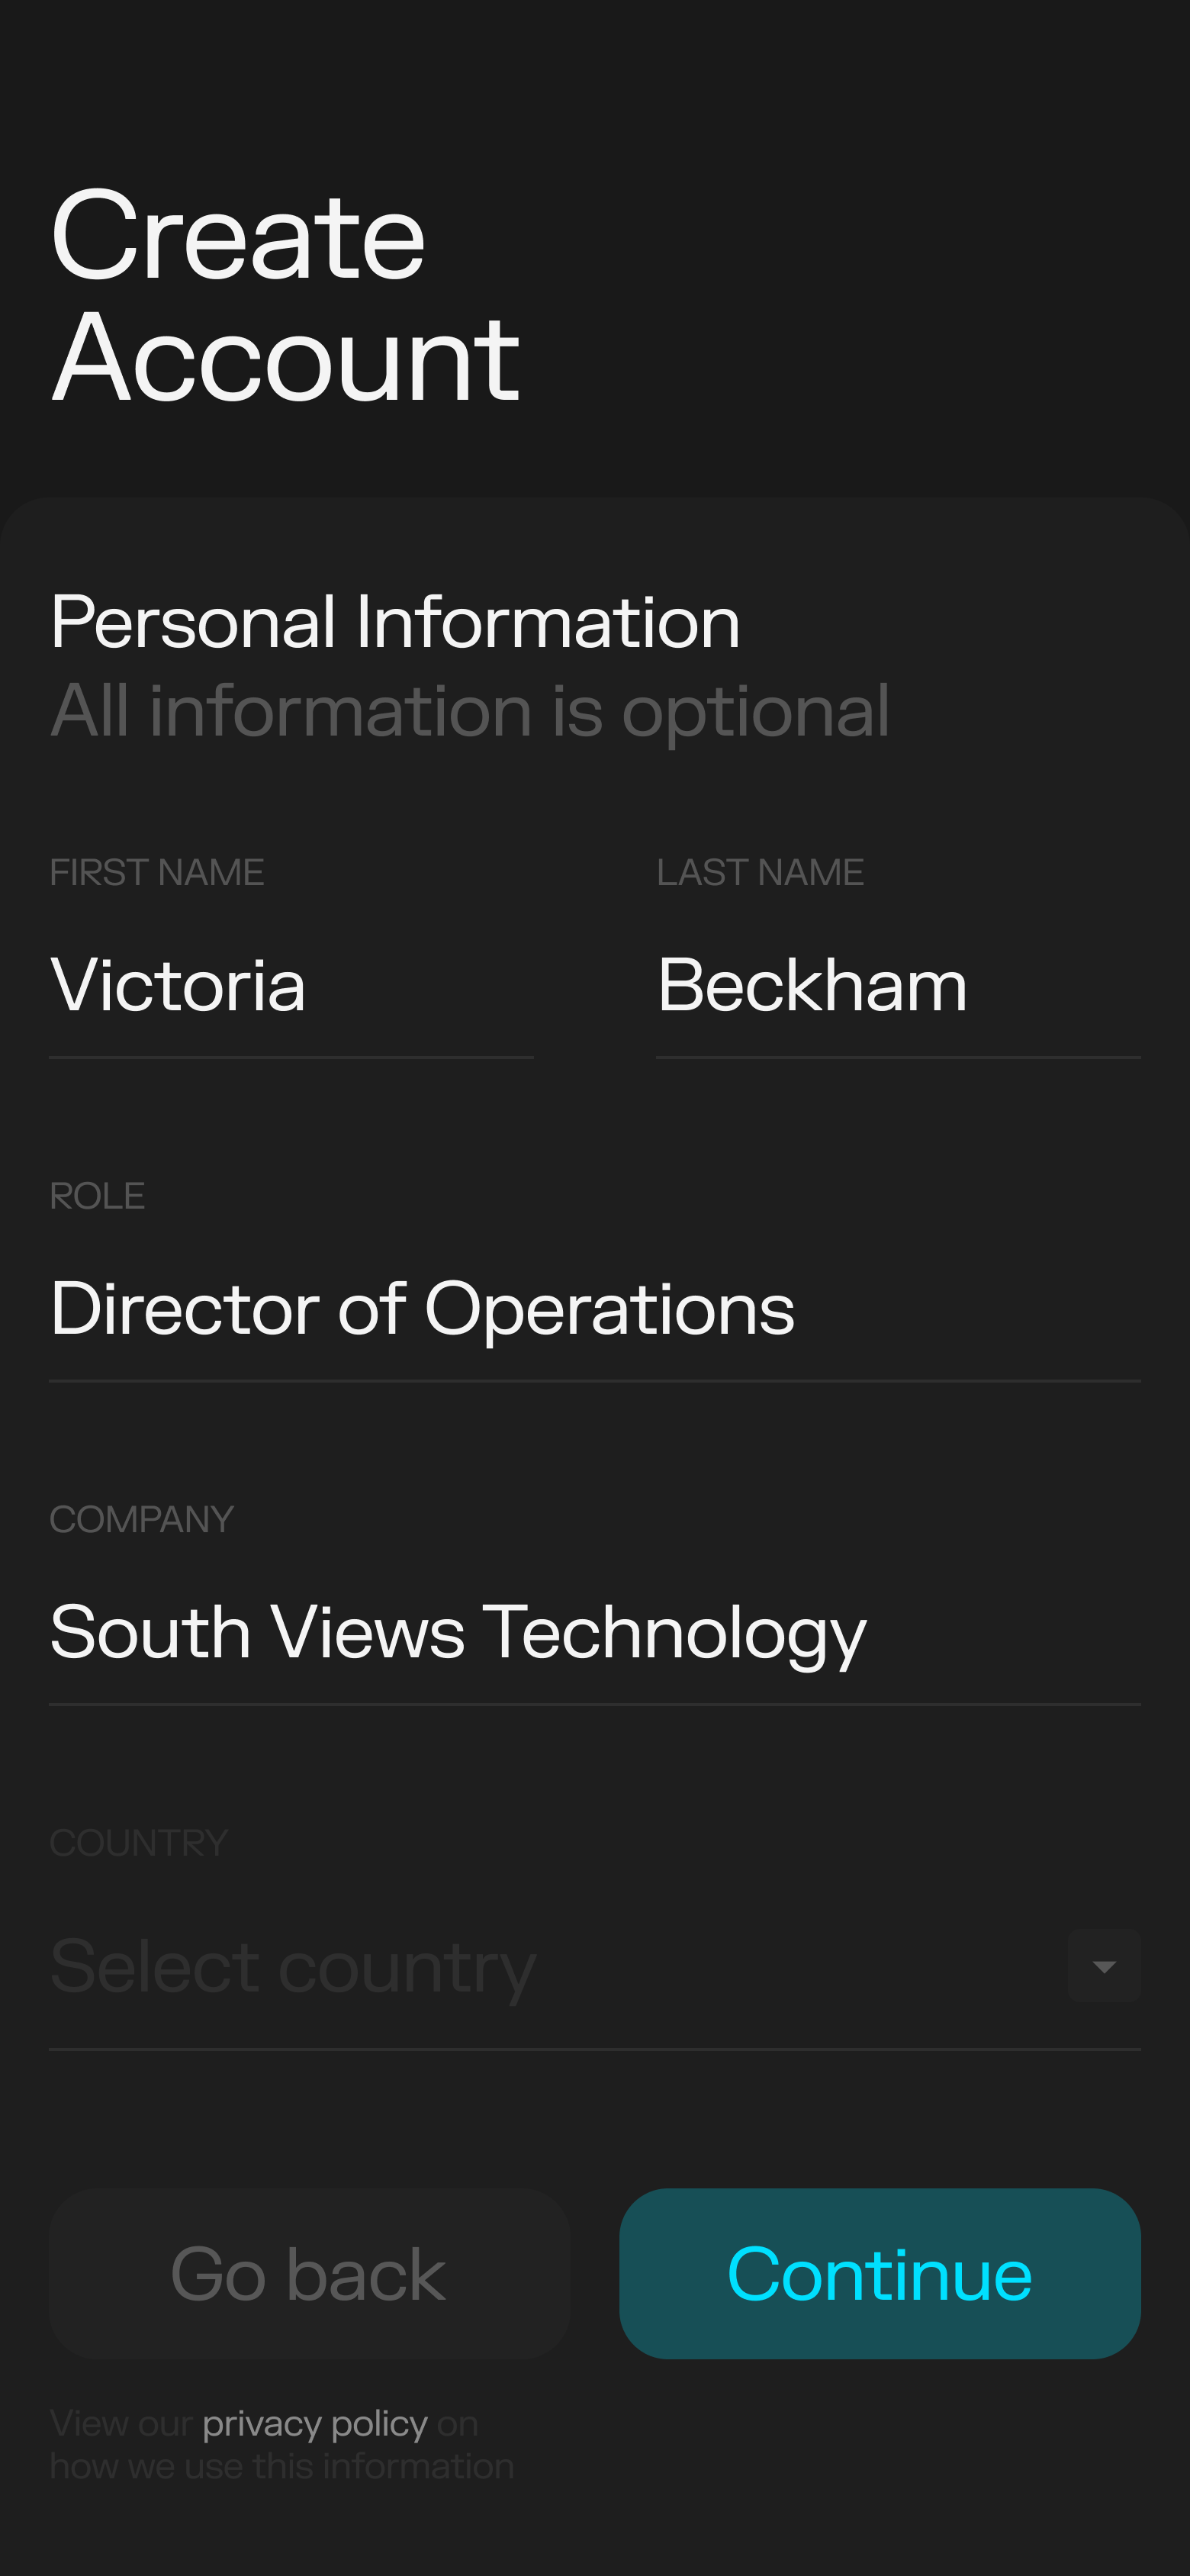 Create
Account
Personal Information
All information is optional
FIRST NAME
LAST NAME
Victoria
Beckham
ROLE
Director of Operations
COMPANY
South Views Technology
COUNTRY
Select country
Go back
Continue
View our privacy policy on
how we use this information